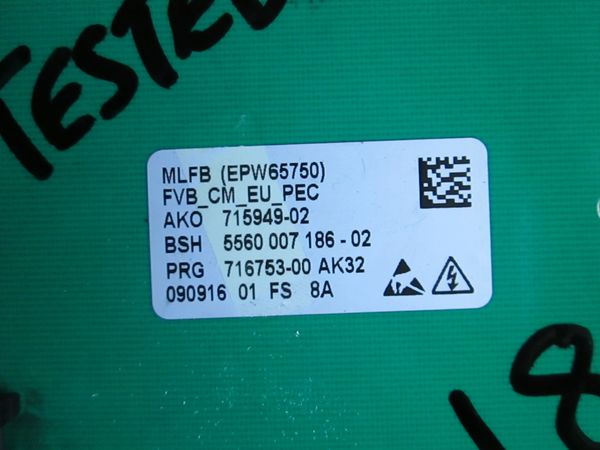 TESTED
MLFB (EPW65750)
FVB_CM_EU_PEC
AKO 715949-02
BSH 5560 007 186 - 02
PRG 716753-00 AK32
090916 01 FS 8A
18